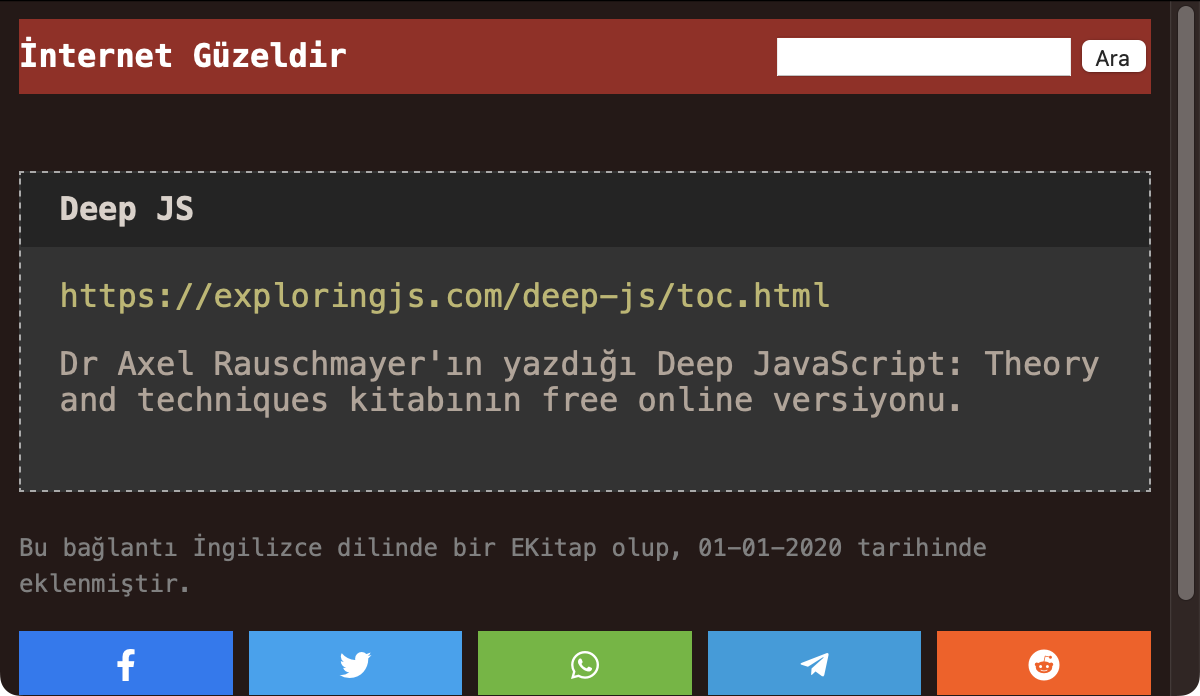 İnternet Güzeldir
Ara
Deep JS
https://exploringjs.com/deep-js/toc.html
Dr Axel Rauschmayer'ın yazdığı Deep JavaScript: Theory
and techniques kitabının free online versiyonu.
Bu bağlantı İngilizce dilinde bir EKitap olup, 01-01-2020 tarihinde
eklenmiştir.